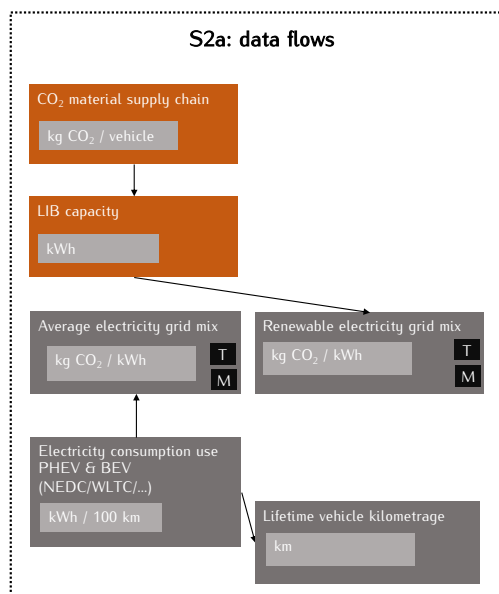 S2a: data flows
CO₂ material supply chain
kg CO₂ / vehicle
LIB capacity
kWh
Average electricity grid mix
kg CO₂ / kWh
T
M
Renewable electricity grid mix
kg CO₂ / kWh
T
M
Electricity consumption use
PHEV & BEV
(NEDC/WLTC/...)
kWh / 100 km
Lifetime vehicle kilometrage
km